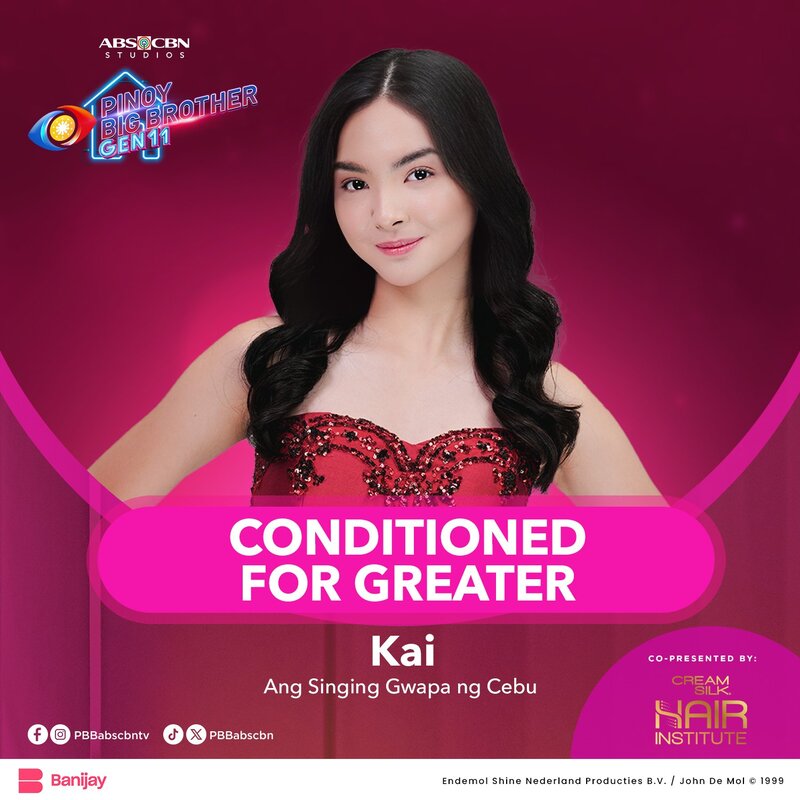 ABS CBN
STUDIOS
PINOY
BIG BROTHER
GEN 11
CONDITIONED
FOR GREATER
Kai
Ang Singing Gwapa ng Cebu
CO-PRESENTED BY:
CREAM
SILK
HAIR
INSTITUTE
PBBabscbntv
PBBabscbn
Banijay
Endemol Shine Nederland Producties B.V. / John De Mol © 1999